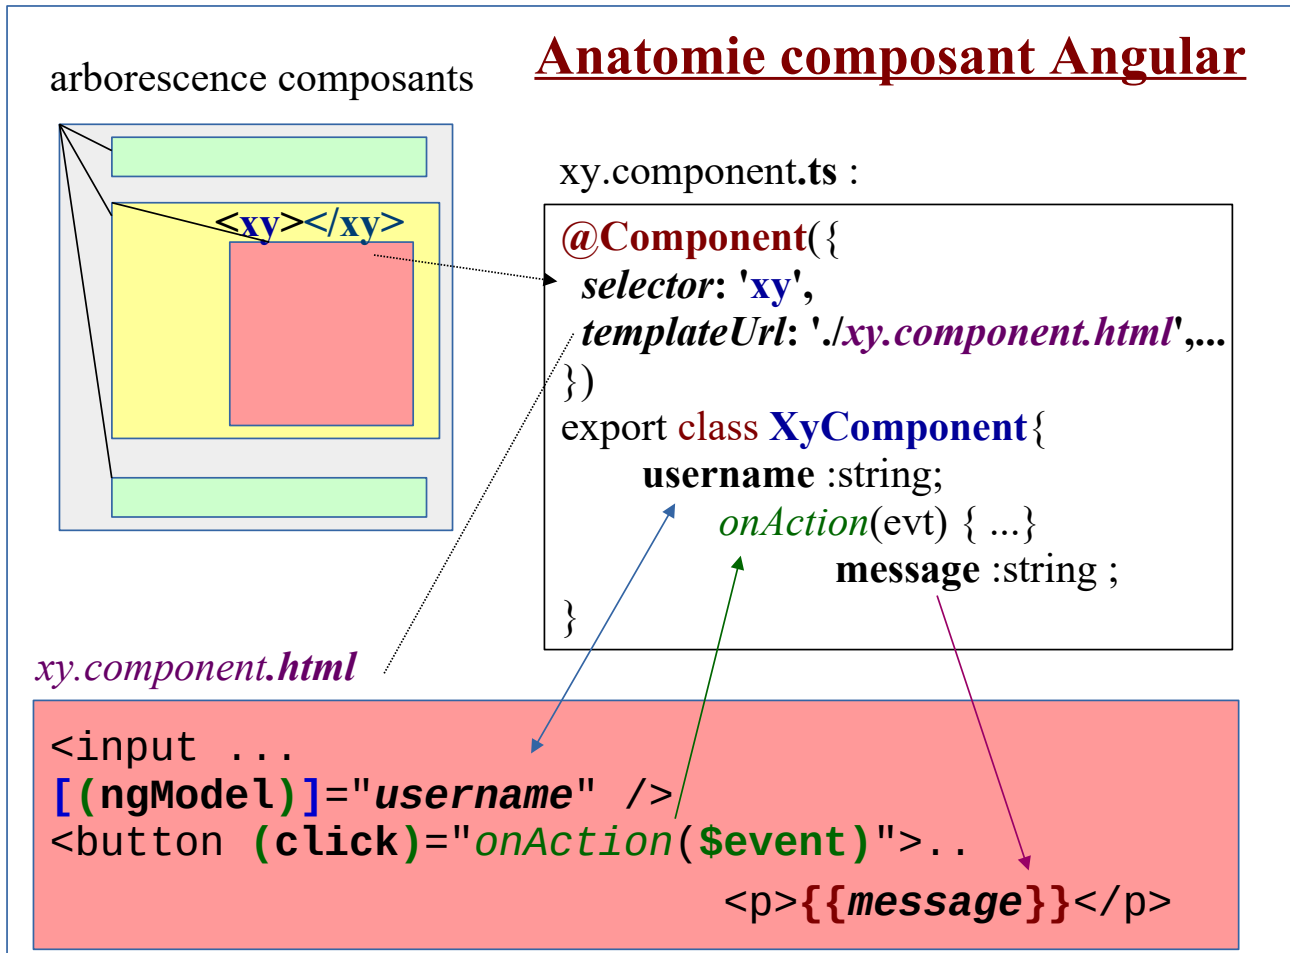 Anatomie composant Angular
arborescence composants
<xy></xy>
xy.component.ts :
@Component({
selector: 'xy',
templateUrl: './xy.component.html',...
})
export class XyComponent{
username :string;
onAction(evt) { ...}
message :string ;
}
xy.component.html
<input ...
[(ngModel)]="username" />
<button (click)="onAction($event)">..
<p>{{message}}</p>